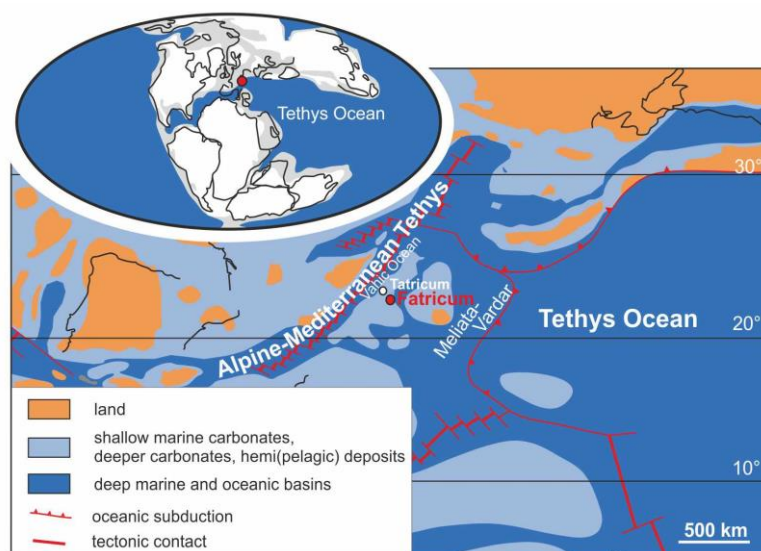 Tethys Ocean
30°
Alpine-Mediterranean-Tethys
Vahic Ocean
Tatricum
Fatricum
Meliata-
Vardar
Tethys Ocean
20°
land
shallow marine carbonates,
deeper carbonates, hemi(pelagic) deposits
deep marine and oceanic basins
10°
oceanic subduction
tectonic contact
500 km